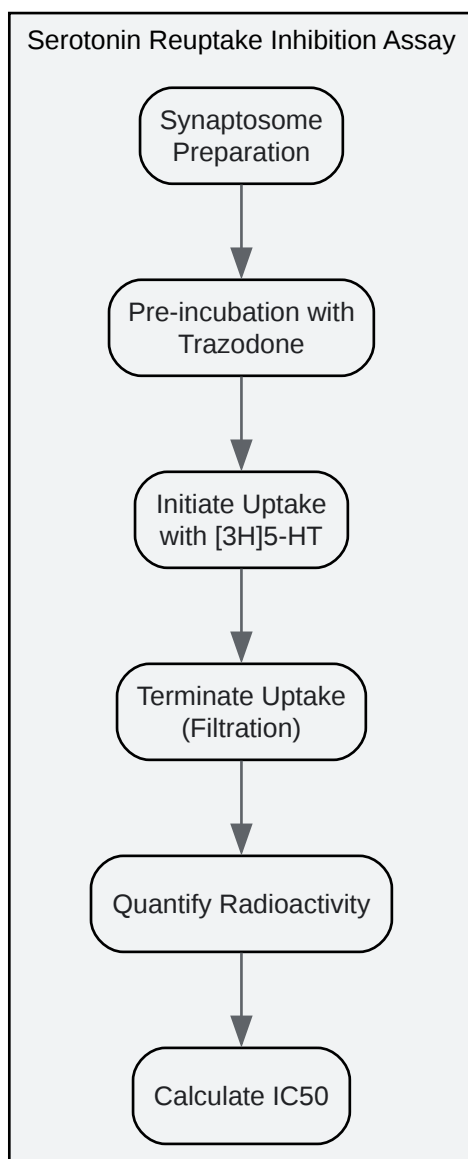 Serotonin Reuptake Inhibition Assay
Synaptosome
Preparation
Pre-incubation with
Trazodone
Initiate Uptake
with [3H]5-HT
Terminate Uptake
(Filtration)
Quantify Radioactivity
Calculate IC50